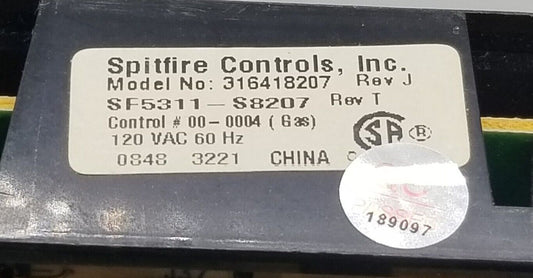 Spitfire Controls, Inc.
Model No: 316418207 Rev J
SF5311-S8207 Rev T
Control # 00-0004 ( Gas)
120 VAC 60 Hz
0848 3221 CHINA
SA ®
189097